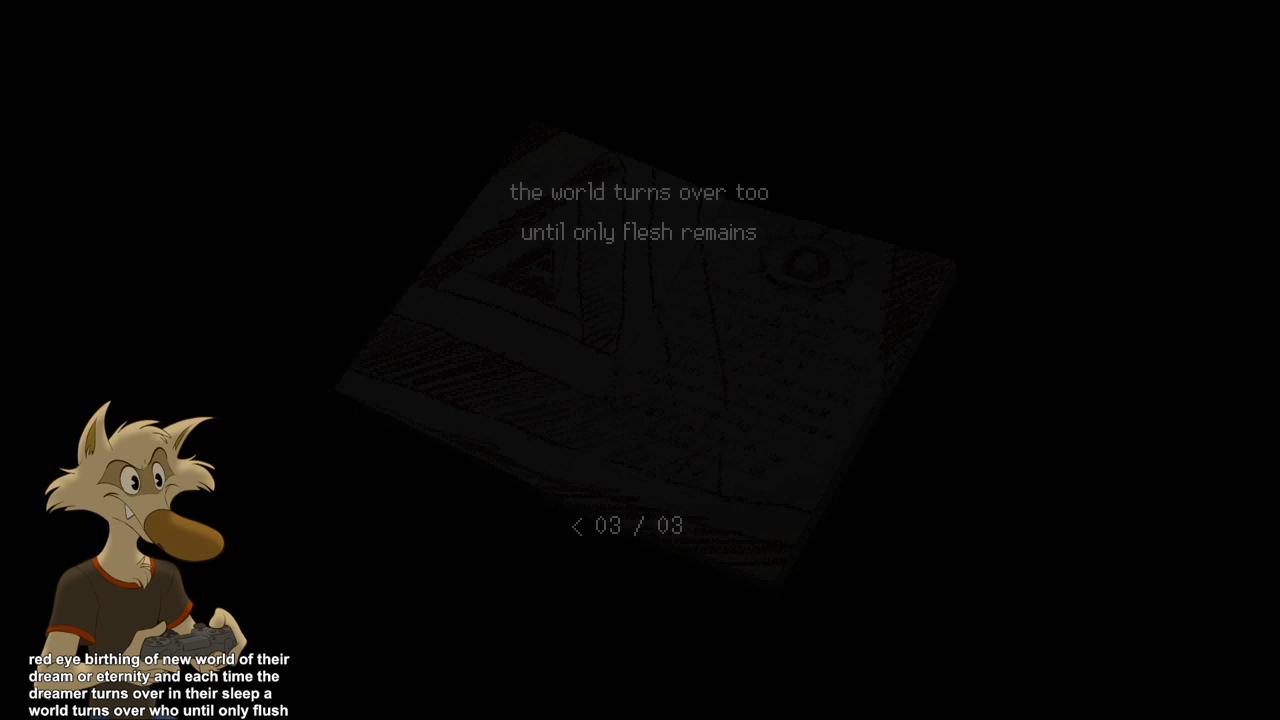 the world turns over too
until only flesh remains
< 03 / 03
red eye birthing of new world of their
dream or eternity and each time the
dreamer turns over in their sleep a
world turns over who until only flush